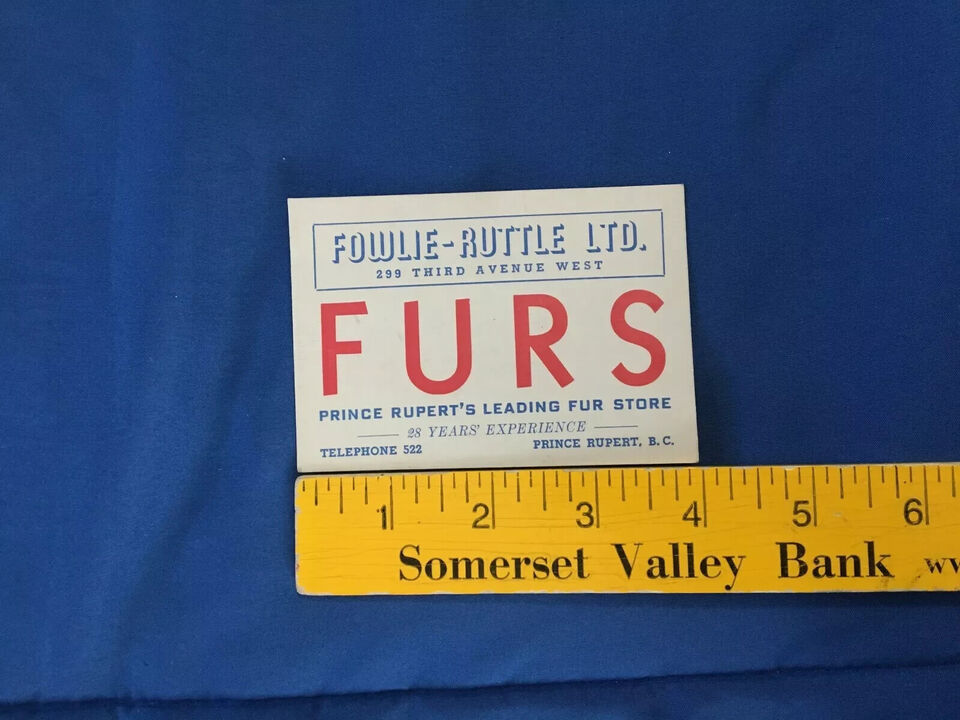 FOWLIE-RUTTLE LTD.
299 THIRD AVENUE WEST
FURS
PRINCE RUPERT'S LEADING FUR STORE
28 YEARS' EXPERIENCE
TELEPHONE 522 PRINCE RUPERT, B. C.
1 2 3 4 5 6
Somerset Valley Bank